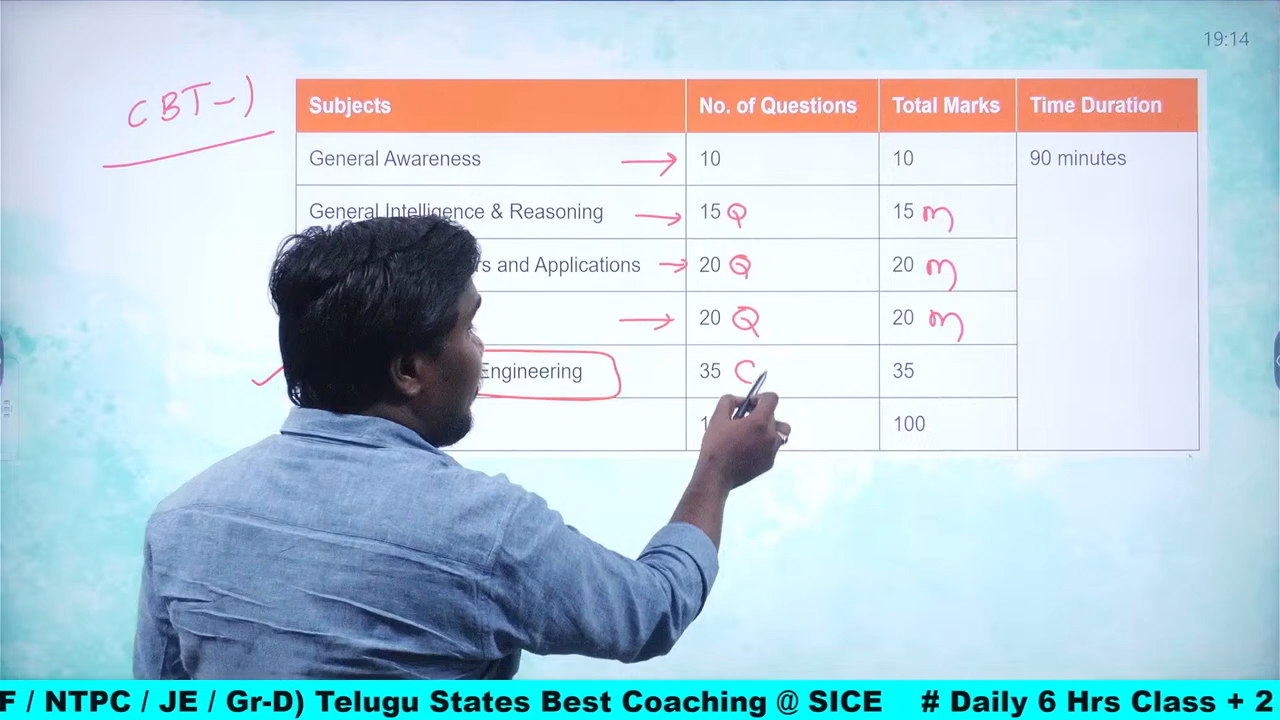 19:14
CBT-1
Subjects No. of Questions Total Marks Time Duration
General Awareness → 10 10 90 minutes
General Intelligence & Reasoning → 15 Q 15 m
and Applications → 20 Q 20 m
→ 20 Q 20 m
Engineering 35 35
100
F / NTPC / JE / Gr-D) Telugu States Best Coaching @ SICE # Daily 6 Hrs Class + 2